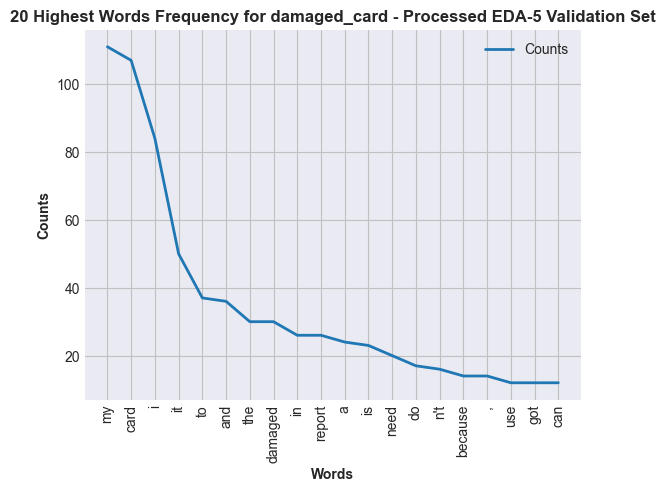 20 Highest Words Frequency for damaged_card - Processed EDA-5 Validation Set
Counts
100
80
60
40
20
Counts
my
card
i
it
to
and
the
damaged
in
report
a
is
need
do
n't
because
,
use
got
can
Words